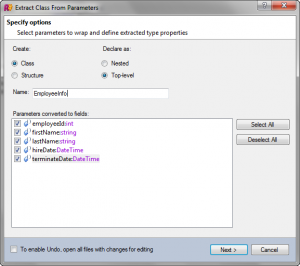 Extract Class From Parameters
Specify options
Select parameters to wrap and define extracted type properties
Create:
Declare as:
Class
Nested
Structure
Top-level
Name:
EmployeeInfo
Parameters converted to fields:
employeeId:int
firstName:string
lastName:string
hireDate:DateTime
terminateDate:DateTime
Select All
Deselect All
To enable Undo, open all files with changes for editing
Next >
Cancel